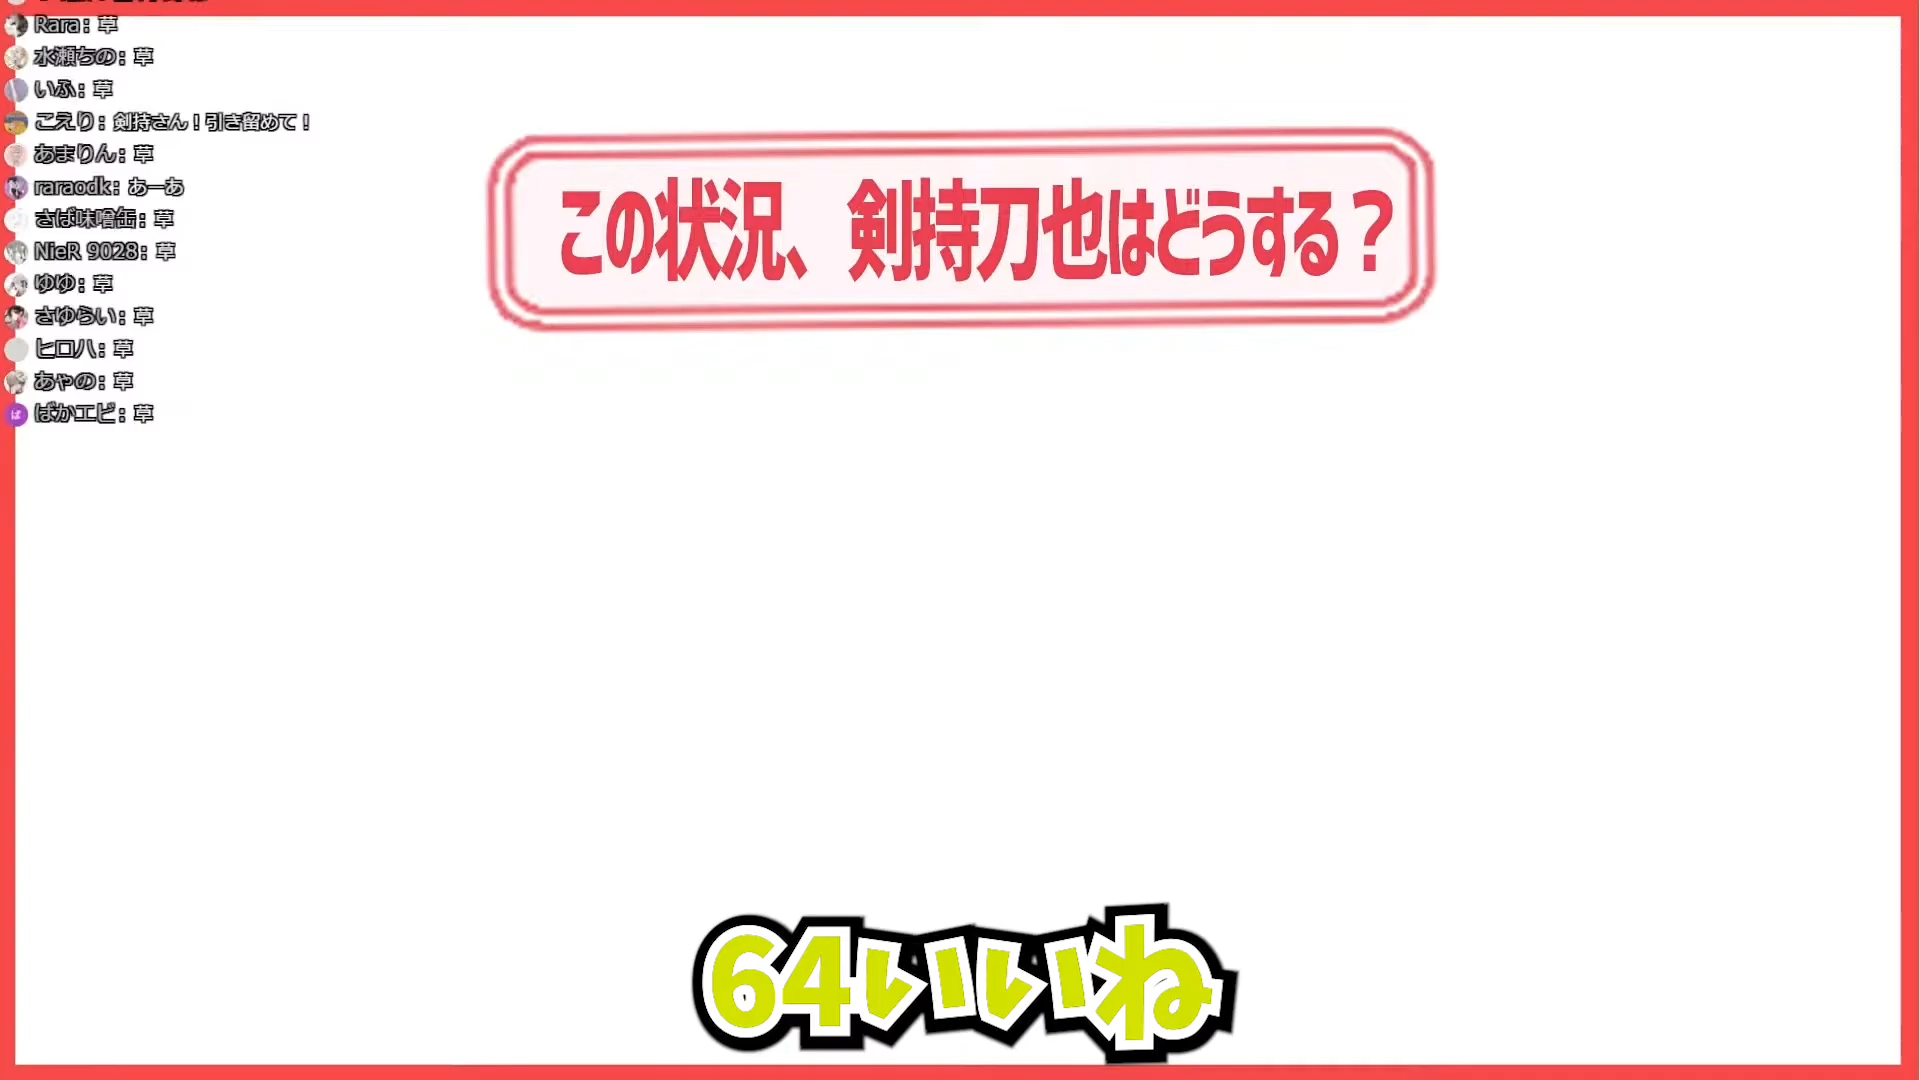 Rara: 草
水瀬ちの: 草
いふ: 草
こえり: 剣持さん！引き留めて！
あまりん: 草
raraodk: あーあ
さば味噌缶: 草
NieR 9028: 草
ゆゆ: 草
さゆらい: 草
ヒロハ: 草
あやの: 草
ば
ばかエビ: 草
この状況、剣持刀也はどうする？
64いいね